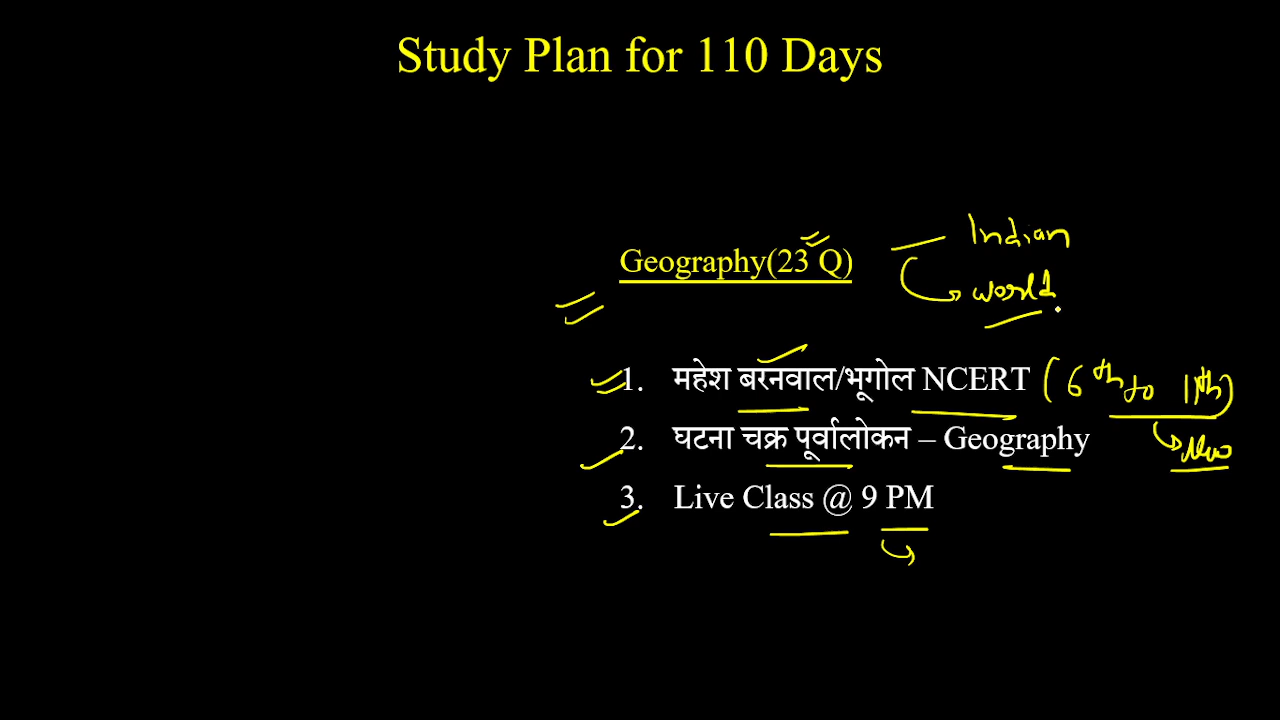 Study Plan for 110 Days
Indian
Geography(23 Q)
world
1. महेश बरनवाल/भूगोल NCERT (6th to 11th)
2. घटना चक्र पूर्वालोकन – Geography
New
3. Live Class @ 9 PM